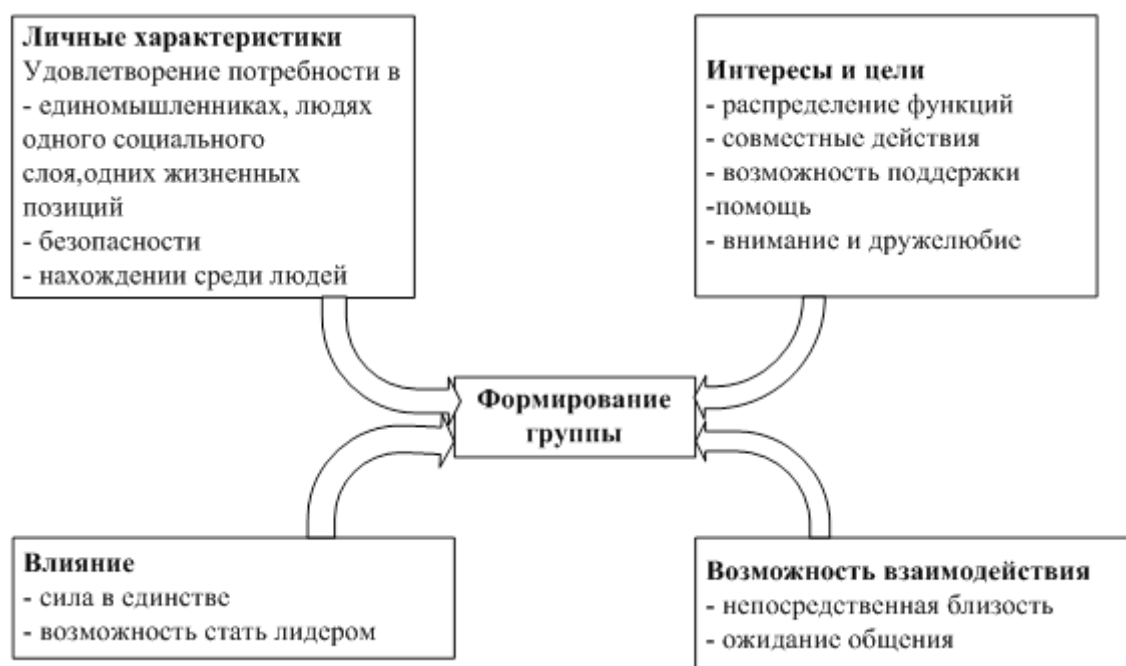 Личные характеристики
Удовлетворение потребности в
- единомышленниках, людях
одного социального
слоя,одних жизненных
позиций
- безопасности
- нахождении среди людей
Интересы и цели
- распределение функций
- совместные действия
- возможность поддержки
-помощь
- внимание и дружелюбие
Формирование
группы
Влияние
- сила в единстве
- возможность стать лидером
Возможность взаимодействия
- непосредственная близость
- ожидание общения